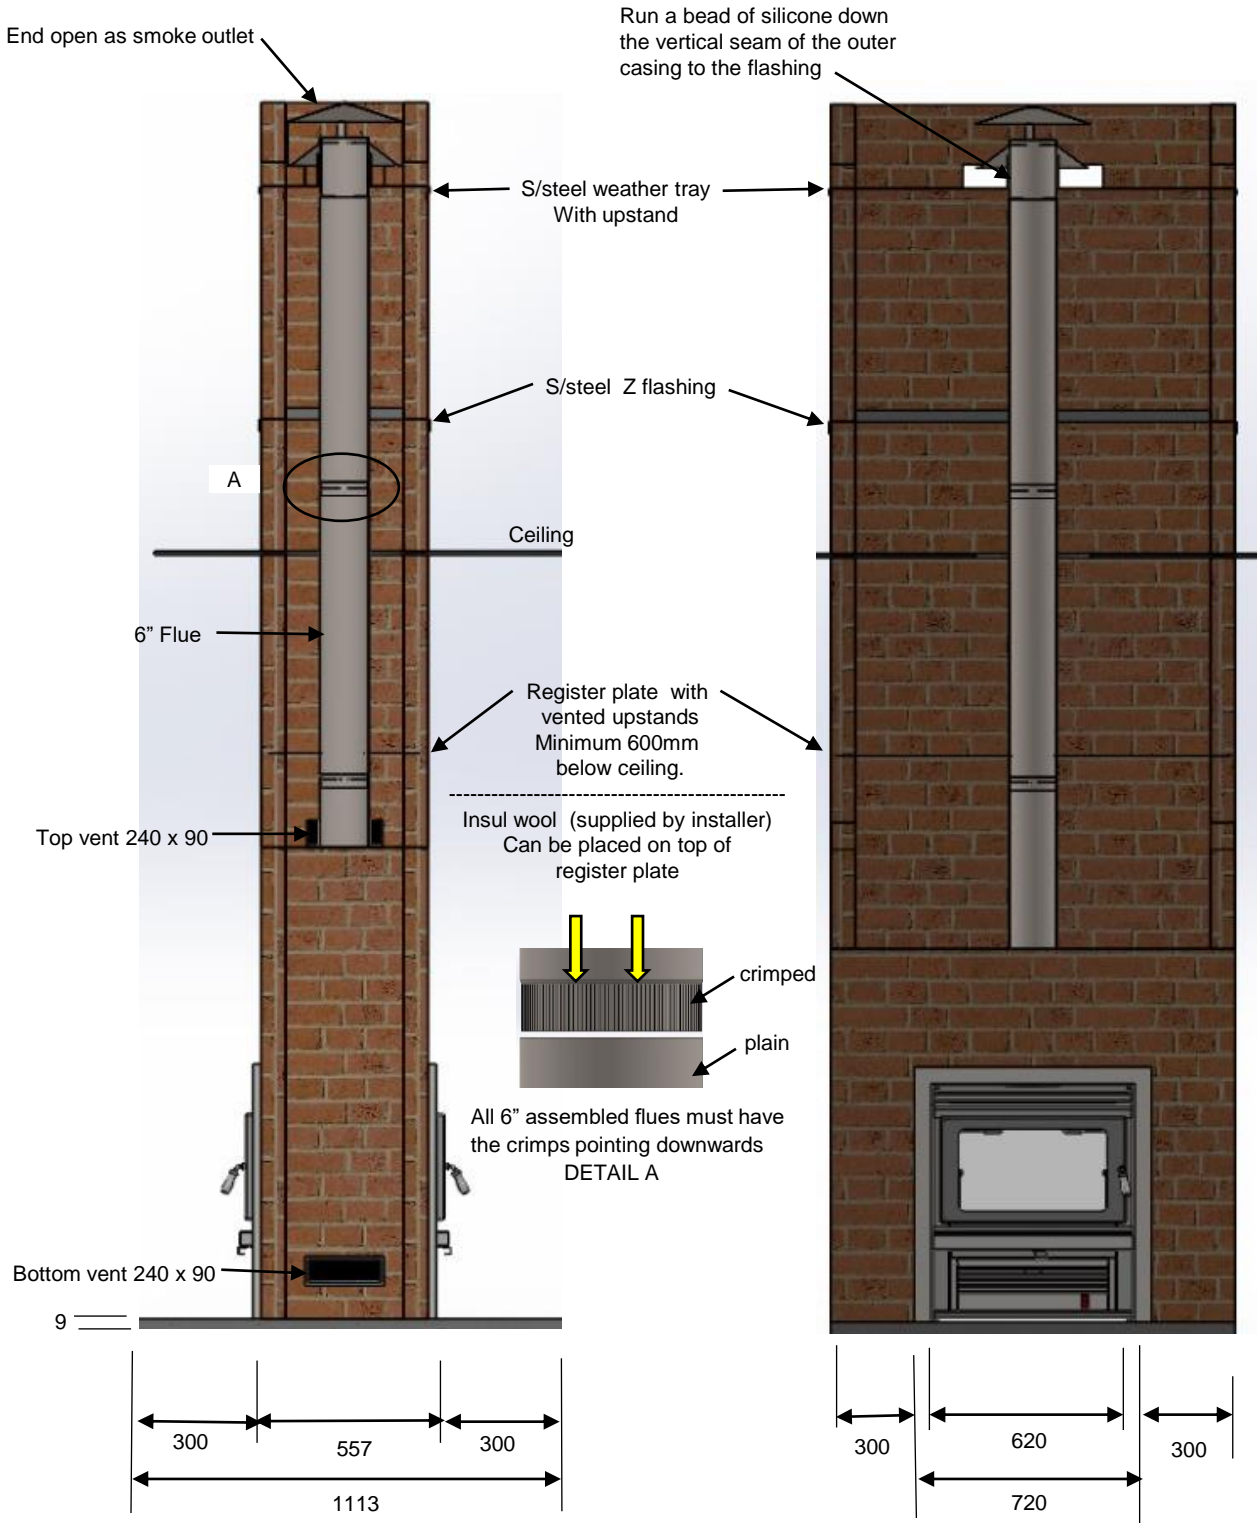 End open as smoke outlet
Run a bead of silicone down
the vertical seam of the outer
casing to the flashing
S/steel weather tray
With upstand
S/steel Z flashing
A
Ceiling
6” Flue
Register plate with
vented upstands
Minimum 600mm
below ceiling.
Top vent 240 x 90
Insul wool (supplied by installer)
Can be placed on top of
register plate
crimped
plain
All 6” assembled flues must have
the crimps pointing downwards
DETAIL A
Bottom vent 240 x 90
9
300
557
300
1113
300
620
300
720